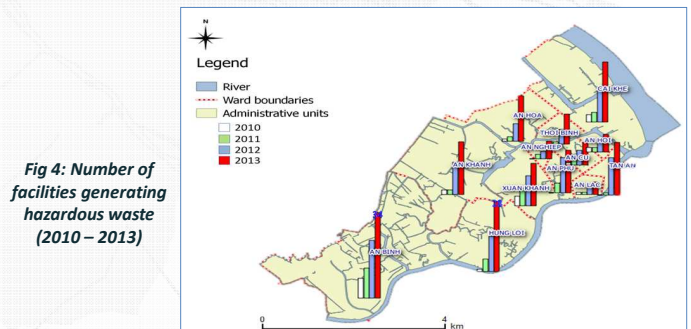 Fig 4: Number of
facilities generating
hazardous waste
(2010 – 2013)
N
Legend
River
Ward boundaries
Administrative units
2010
2011
2012
2013
CAI KHE
AN HOA
THOI BINH
AN HOI
AN NGHIEP
AN CU
TAN AN
AN KHANH
AN PHU
XUAN KHANH
AN LAC
HUNG LOI
AN BINH
0
4
km